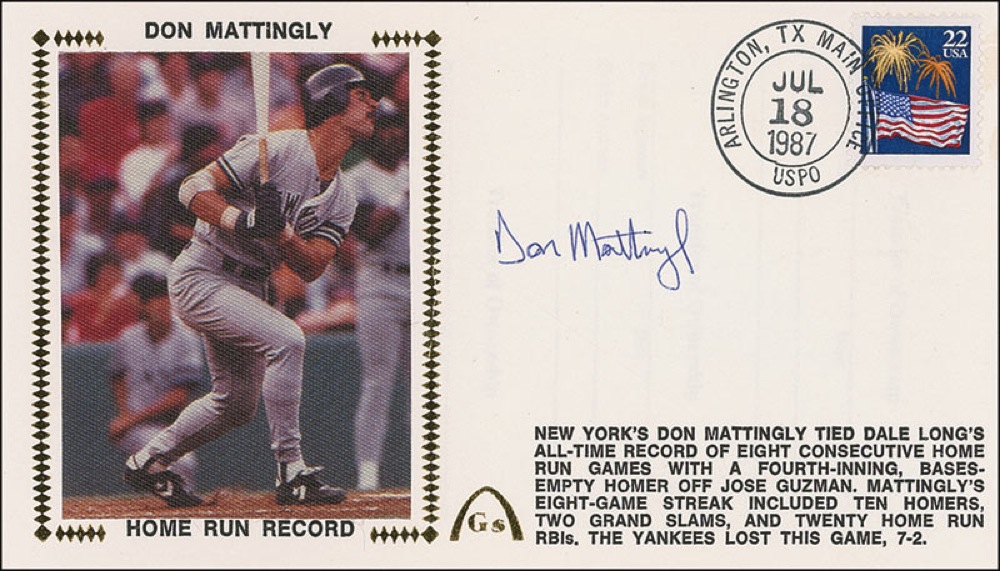 DON MATTINGLY
ARLINGTON, TX MAIN OFFICE
JUL
18
1987
USPO
22
USA
Don Mattingly
NEW YORK'S DON MATTINGLY TIED DALE LONG'S
ALL-TIME RECORD OF EIGHT CONSECUTIVE HOME
RUN GAMES WITH A FOURTH-INNING, BASES-
EMPTY HOMER OFF JOSE GUZMAN. MATTINGLY'S
EIGHT-GAME STREAK INCLUDED TEN HOMERS,
TWO GRAND SLAMS, AND TWENTY HOME RUN
RBIs. THE YANKEES LOST THIS GAME, 7-2.
Gs
HOME RUN RECORD